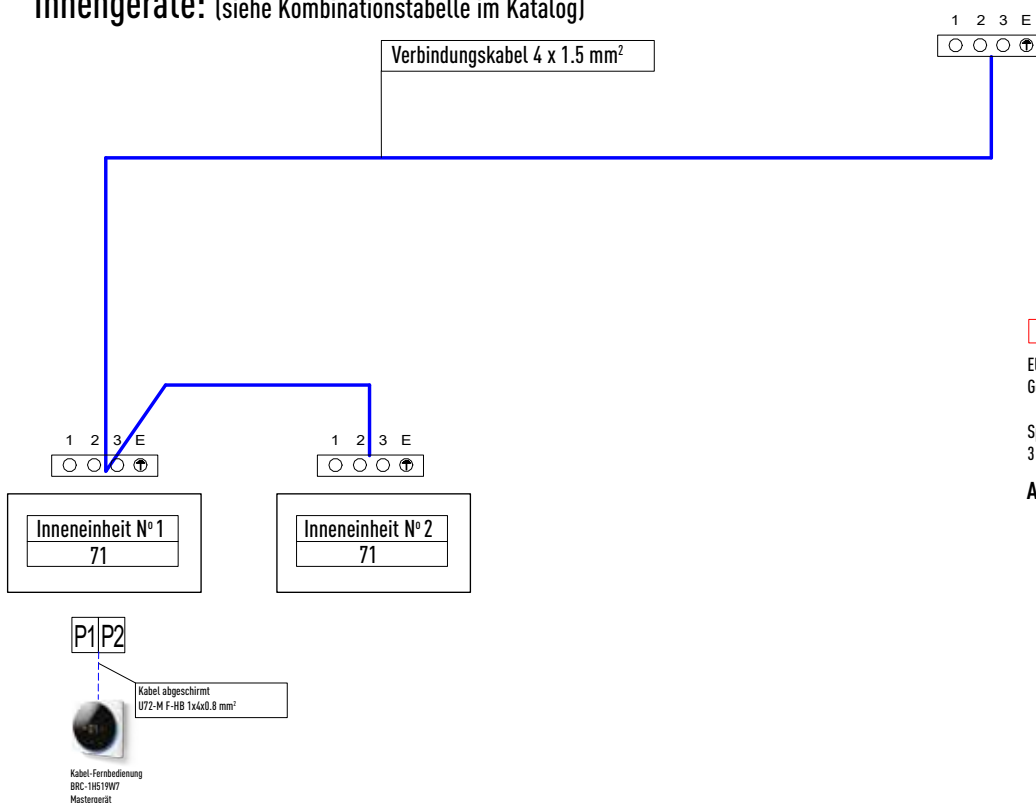 Innengeräte: (siehe Kombinationstabelle im Katalog)
1 2 3 E
Verbindungskabel 4 x 1.5 mm²
1 2 3 E
1 2 3 E
Inneneinheit Nº 1
71
Inneneinheit Nº 2
71
P1 P2
Kabel abgeschirmt
U72-M F-HB 1x4x0.8 mm²
Kabel-Fernbedienung
BRC-1H519W7
Mastergerät